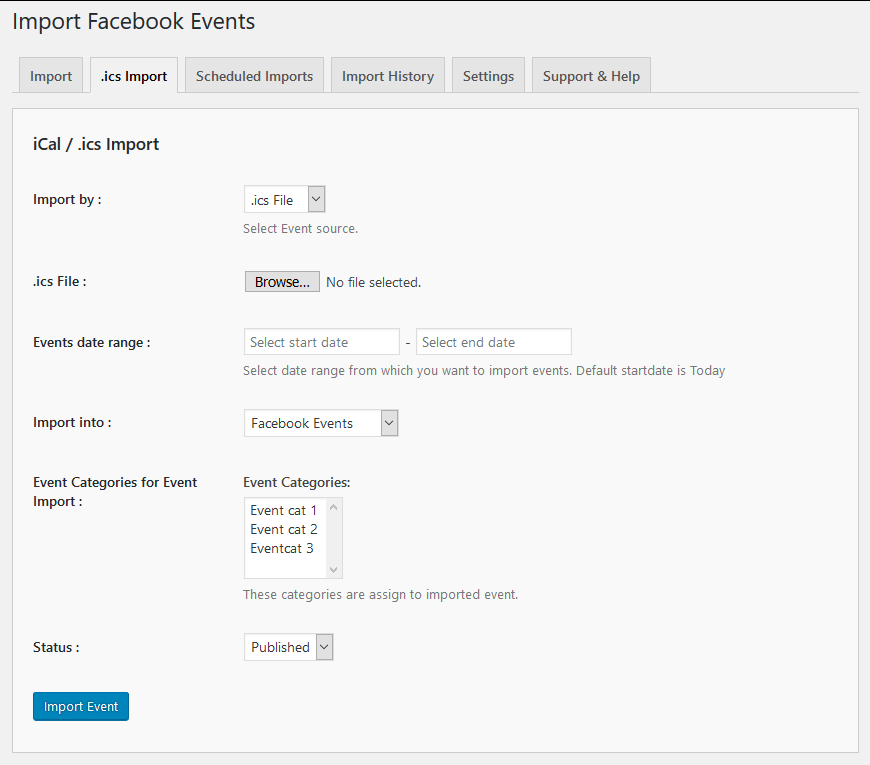 Import Facebook Events
Import .ics Import Scheduled Imports Import History Settings Support & Help
iCal / .ics Import
Import by : .ics File
Select Event source.
.ics File : Browse... No file selected.
Events date range : Select start date - Select end date
Select date range from which you want to import events. Default startdate is Today
Import into : Facebook Events
Event Categories for Event
Import :
Event Categories:
Event cat 1
Event cat 2
Eventcat 3
These categories are assign to imported event.
Status : Published
Import Event